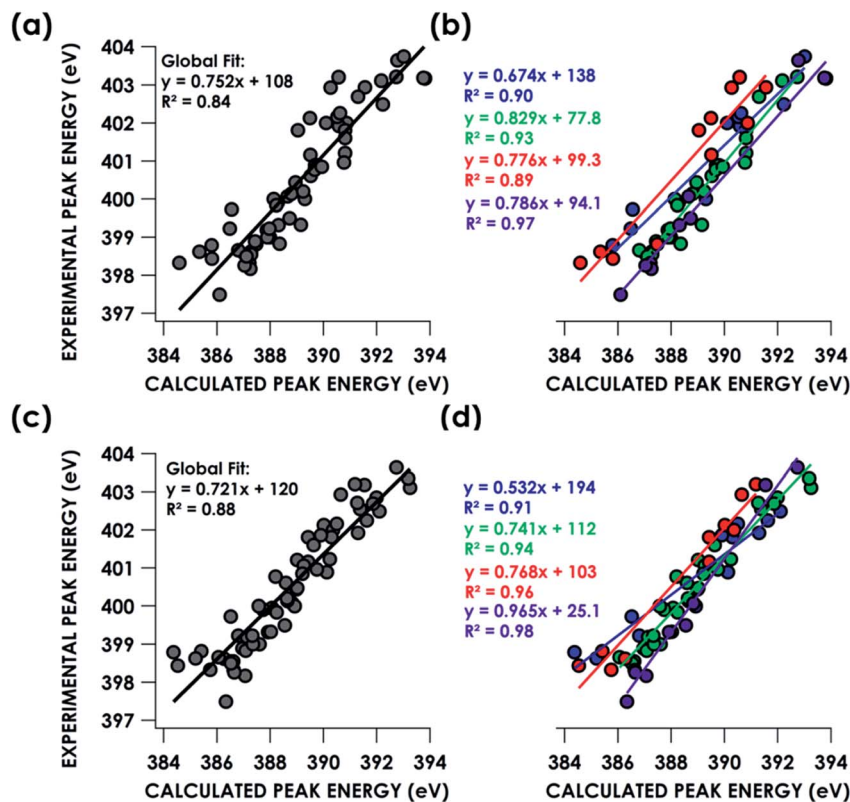 (a)
404
403
402
401
400
399
398
397
Global Fit:
y = 0.752x + 108
R² = 0.84
384 386 388 390 392 394
CALCULATED PEAK ENERGY (eV)
EXPERIMENTAL PEAK ENERGY (eV)
(b)
y = 0.674x + 138
R² = 0.90
y = 0.829x + 77.8
R² = 0.93
y = 0.776x + 99.3
R² = 0.89
y = 0.786x + 94.1
R² = 0.97
384 386 388 390 392 394
CALCULATED PEAK ENERGY (eV)
(c)
404
403
402
401
400
399
398
397
Global Fit:
y = 0.721x + 120
R² = 0.88
384 386 388 390 392 394
CALCULATED PEAK ENERGY (eV)
EXPERIMENTAL PEAK ENERGY (eV)
(d)
y = 0.532x + 194
R² = 0.91
y = 0.741x + 112
R² = 0.94
y = 0.768x + 103
R² = 0.96
y = 0.965x + 25.1
R² = 0.98
384 386 388 390 392 394
CALCULATED PEAK ENERGY (eV)